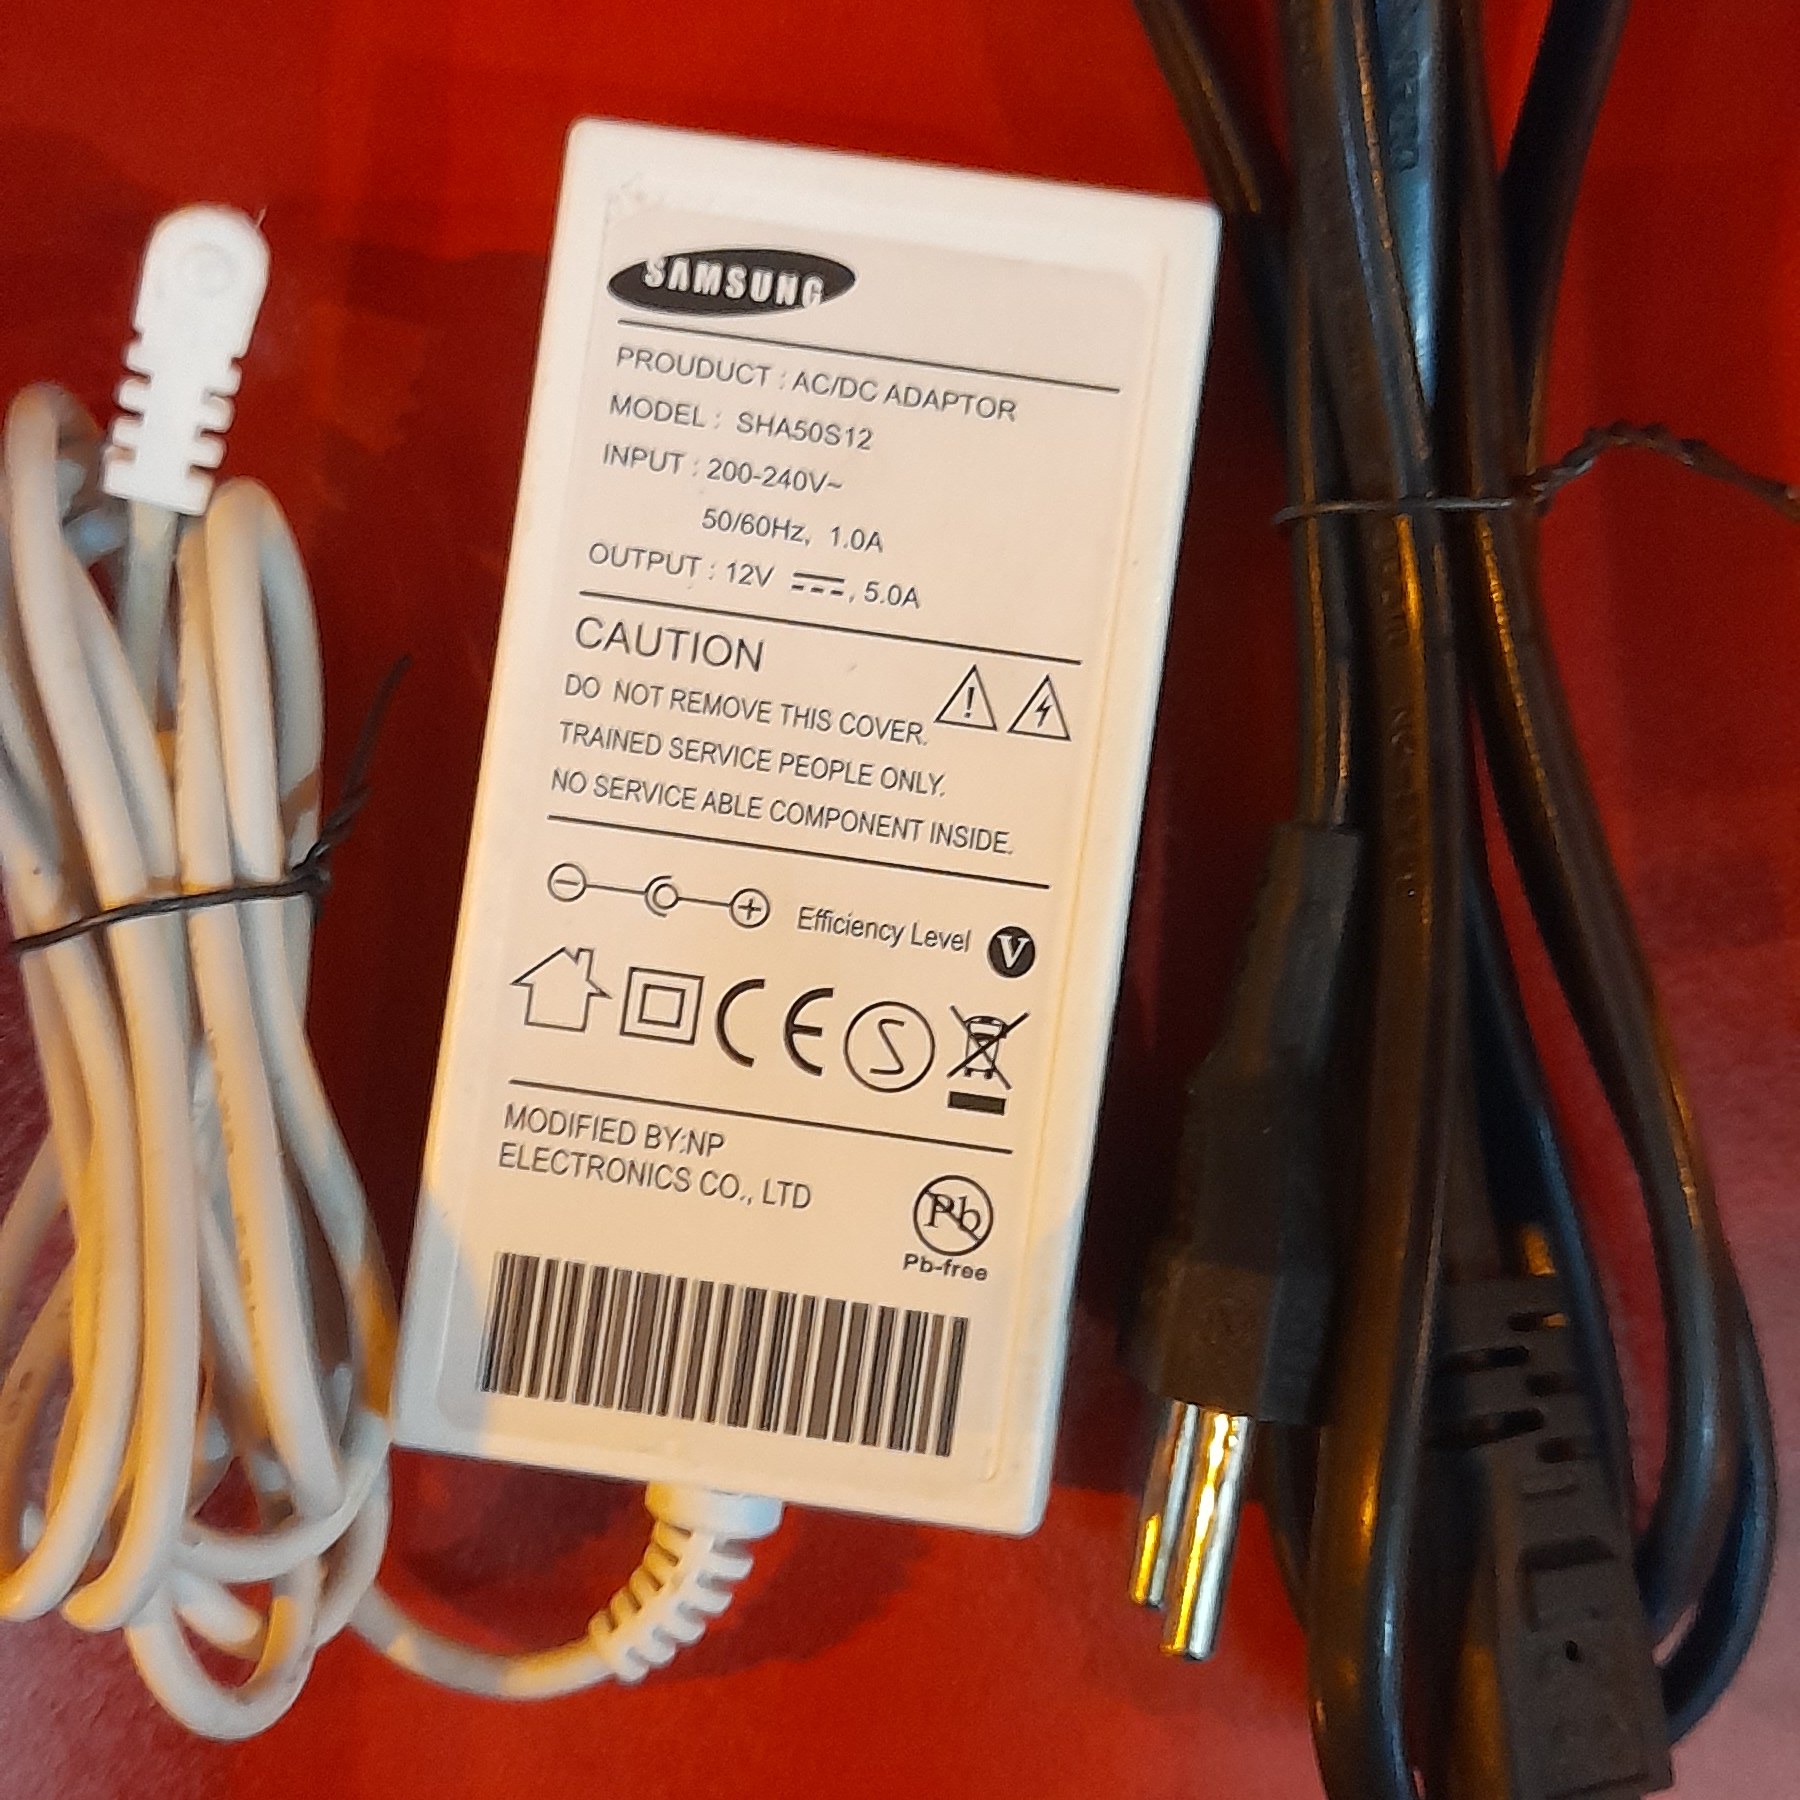 SAMSUNG
PROUDUCT : AC/DC ADAPTOR
MODEL : SHA50S12
INPUT : 200-240V~
50/60Hz, 1.0A
OUTPUT : 12V ⎓, 5.0A
CAUTION
DO NOT REMOVE THIS COVER.
TRAINED SERVICE PEOPLE ONLY.
NO SERVICE ABLE COMPONENT INSIDE.
Efficiency Level V
CE S
MODIFIED BY:NP
ELECTRONICS CO., LTD
Pb
Pb-free